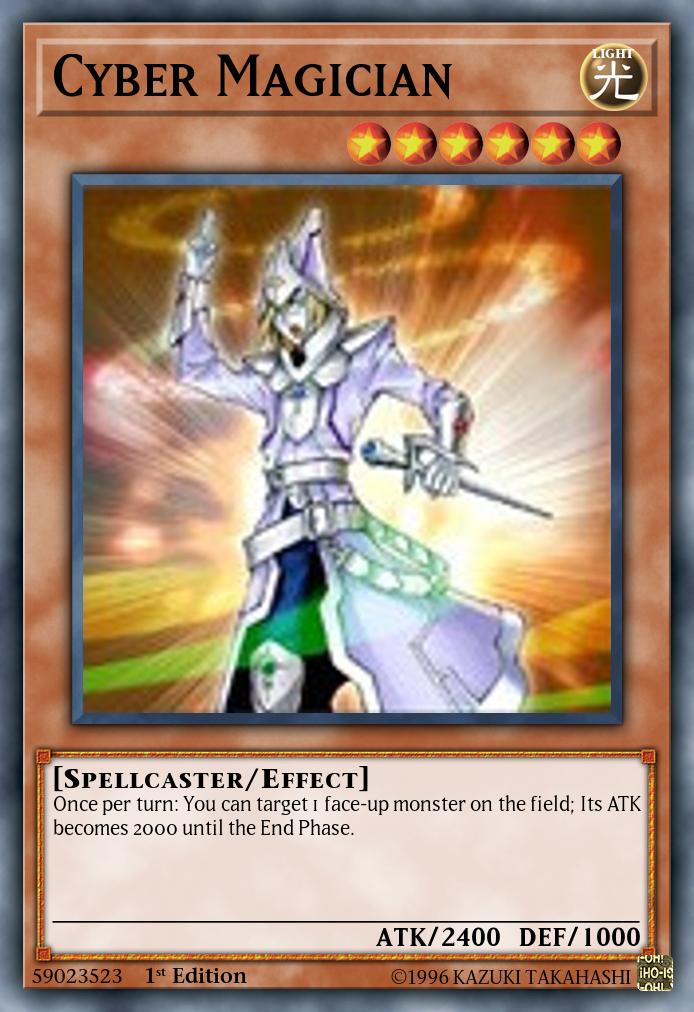 CYBER MAGICIAN
LIGHT
光
[SPELLCASTER/EFFECT]
Once per turn: You can target 1 face-up monster on the field; Its ATK
becomes 2000 until the End Phase.
ATK/2400 DEF/1000
59023523 1st Edition ©1996 KAZUKI TAKAHASHI